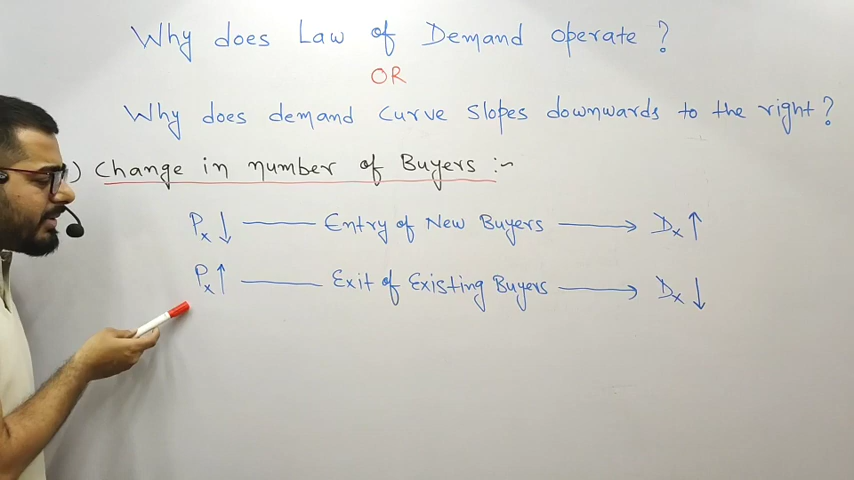 Why does Law of Demand operate ?
OR
Why does demand curve slopes downwards to the right ?
) Change in number of Buyers :-
Px ↓ —— Entry of New Buyers ——→ Dx ↑
Px ↑ —— Exit of Existing Buyers ——→ Dx ↓